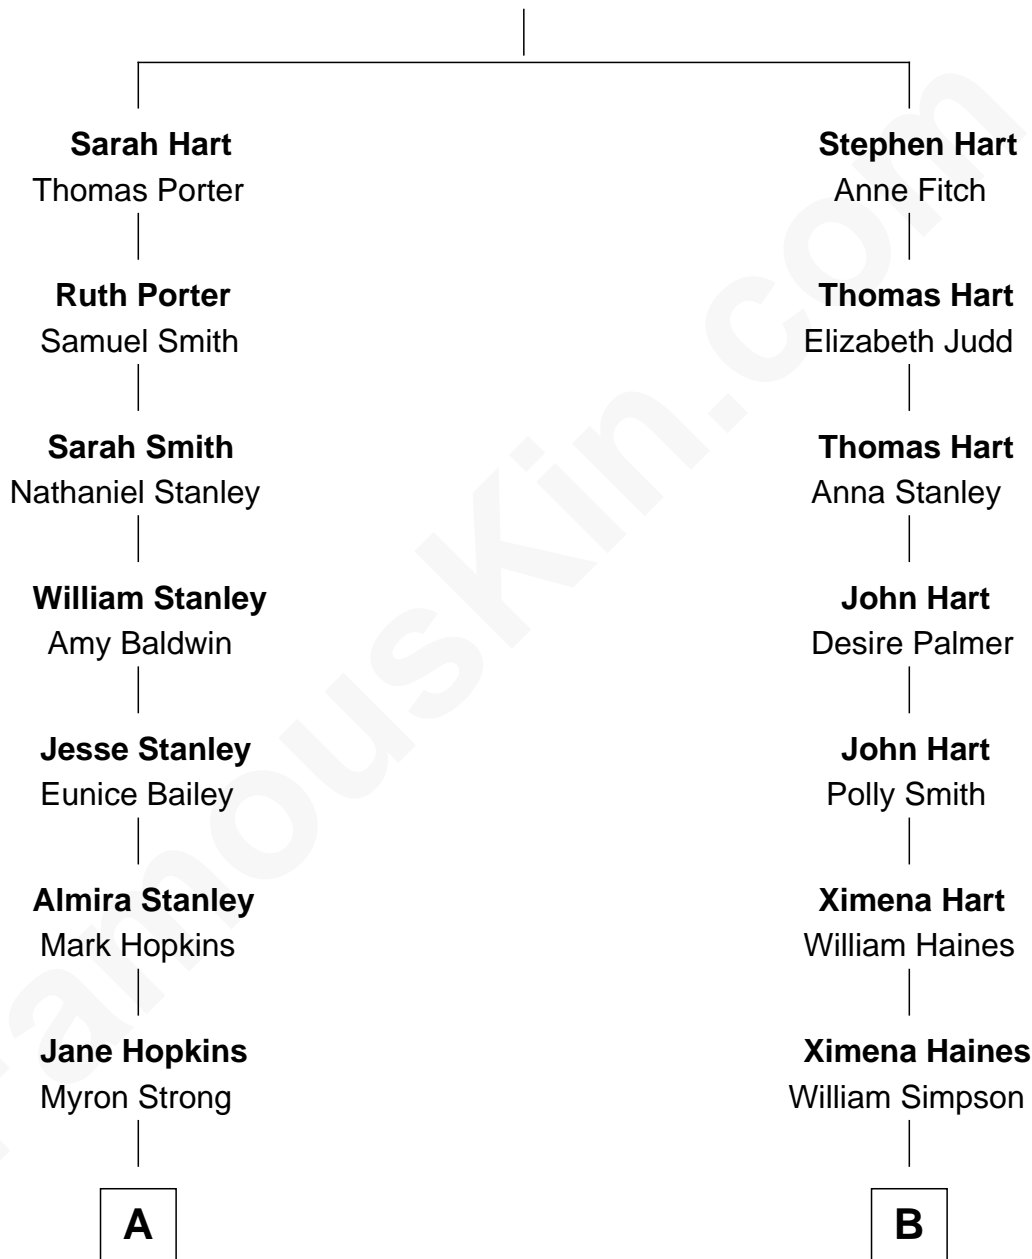 Sarah Hart
Thomas Porter
Ruth Porter
Samuel Smith
Sarah Smith
Nathaniel Stanley
William Stanley
Amy Baldwin
Jesse Stanley
Eunice Bailey
Almira Stanley
Mark Hopkins
Jane Hopkins
Myron Strong
A
Stephen Hart
Anne Fitch
Thomas Hart
Elizabeth Judd
Thomas Hart
Anna Stanley
John Hart
Desire Palmer
John Hart
Polly Smith
Ximena Hart
William Haines
Ximena Haines
William Simpson
B
FamousKin.com